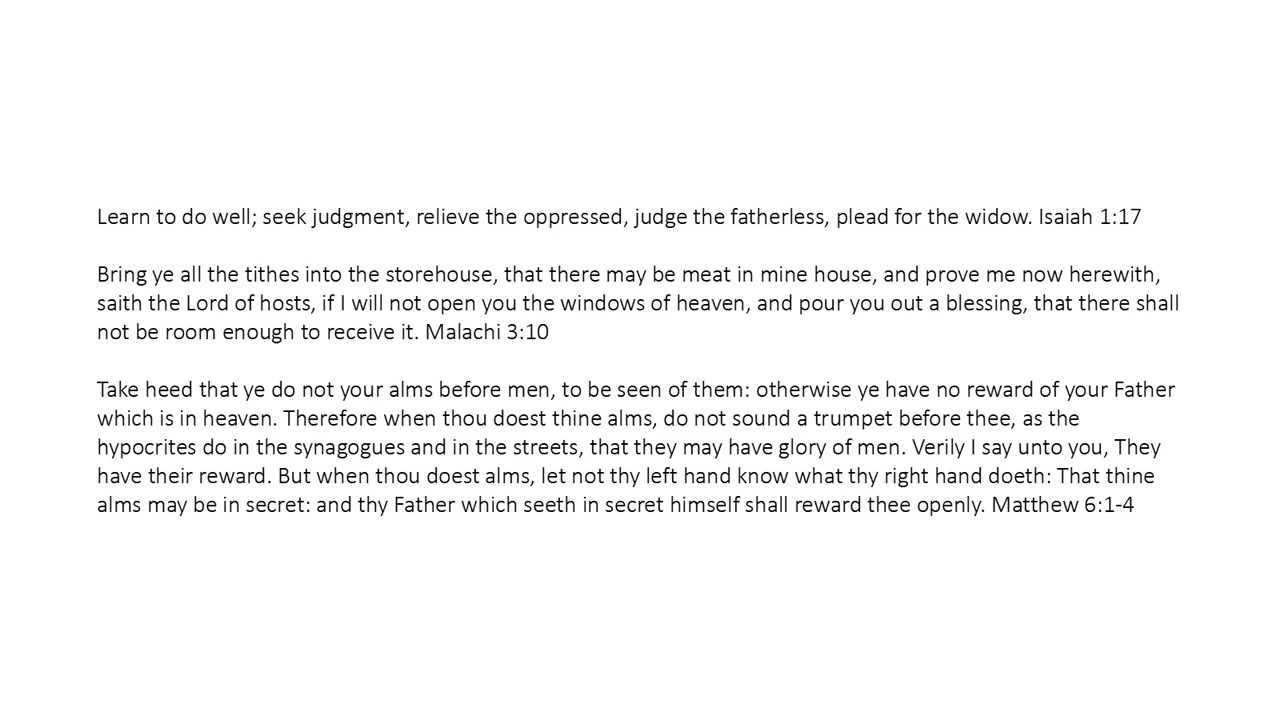 Learn to do well; seek judgment, relieve the oppressed, judge the fatherless, plead for the widow. Isaiah 1:17
Bring ye all the tithes into the storehouse, that there may be meat in mine house, and prove me now herewith,
saith the Lord of hosts, if I will not open you the windows of heaven, and pour you out a blessing, that there shall
not be room enough to receive it. Malachi 3:10
Take heed that ye do not your alms before men, to be seen of them: otherwise ye have no reward of your Father
which is in heaven. Therefore when thou doest thine alms, do not sound a trumpet before thee, as the
hypocrites do in the synagogues and in the streets, that they may have glory of men. Verily I say unto you, They
have their reward. But when thou doest alms, let not thy left hand know what thy right hand doeth: That thine
alms may be in secret: and thy Father which seeth in secret himself shall reward thee openly. Matthew 6:1-4